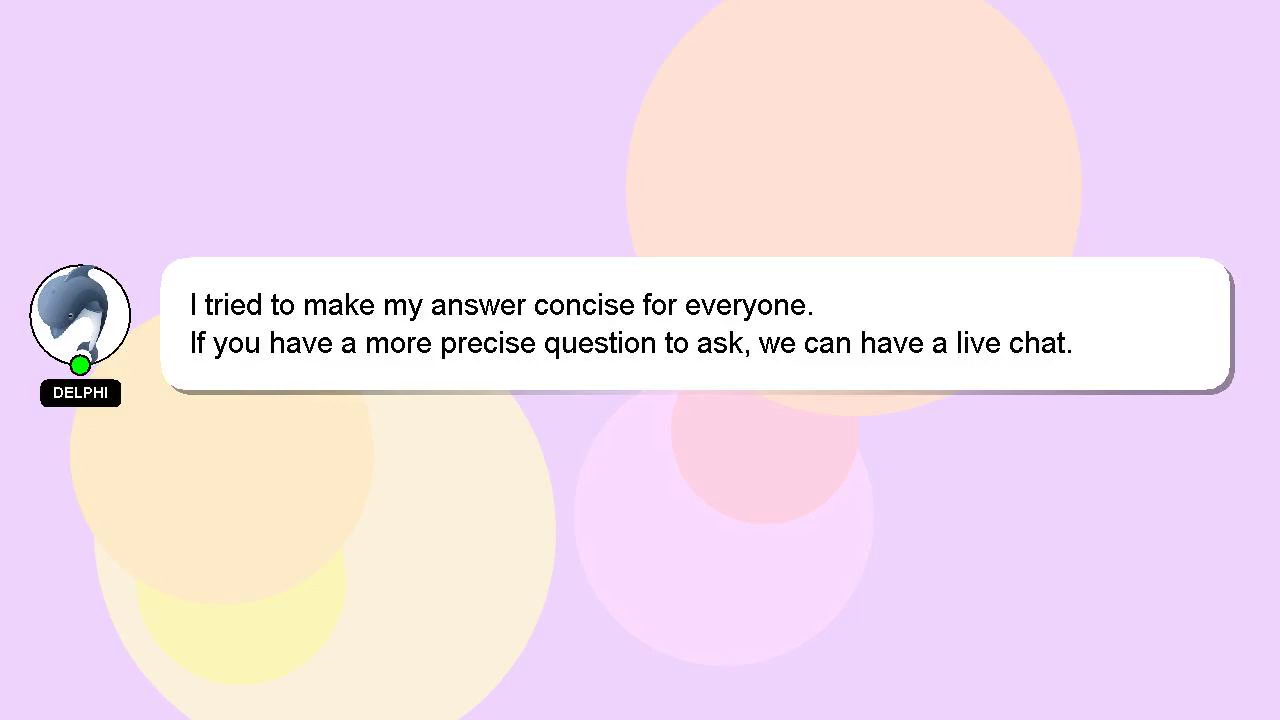 I tried to make my answer concise for everyone.
If you have a more precise question to ask, we can have a live chat.
DELPHI